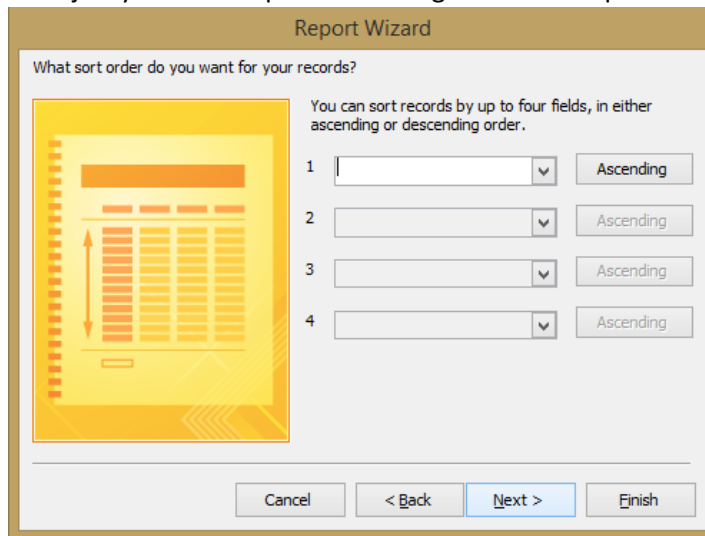 Report Wizard
What sort order do you want for your records?
You can sort records by up to four fields, in either
ascending or descending order.
1 Ascending
2 Ascending
3 Ascending
4 Ascending
Cancel < Back Next > Finish